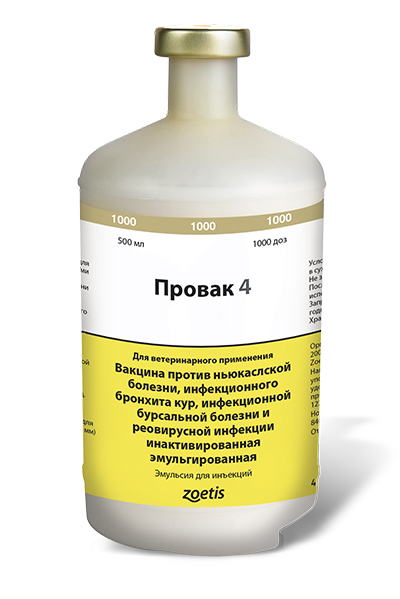 1000 1000 1000
500 мл 1000 доз
Провак 4
Для ветеринарного применения
Вакцина против ньюкаслской
болезни, инфекционного
бронхита кур, инфекционной
бурсальной болезни и
реовирусной инфекции
инактивированная
эмульгированная
Эмульсия для инъекций
zoetis